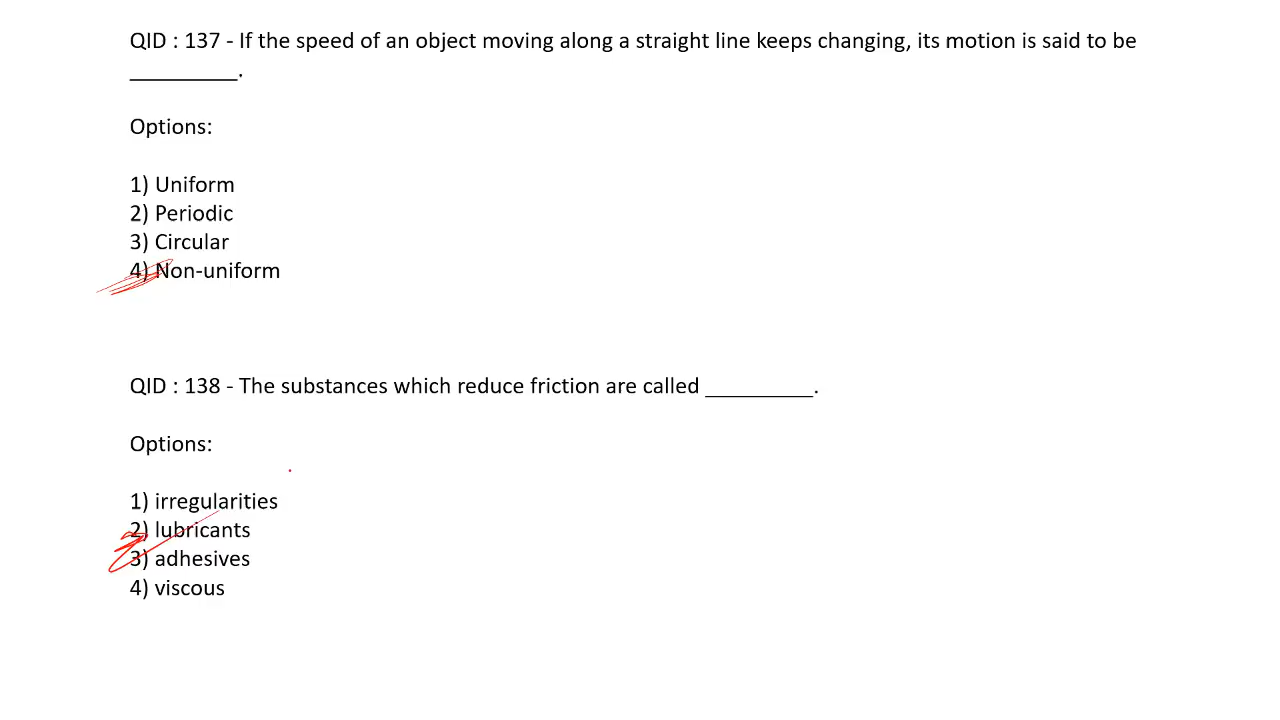 QID : 137 - If the speed of an object moving along a straight line keeps changing, its motion is said to be
_________.
Options:
1) Uniform
2) Periodic
3) Circular
4) Non-uniform
QID : 138 - The substances which reduce friction are called _________.
Options:
1) irregularities
2) lubricants
3) adhesives
4) viscous